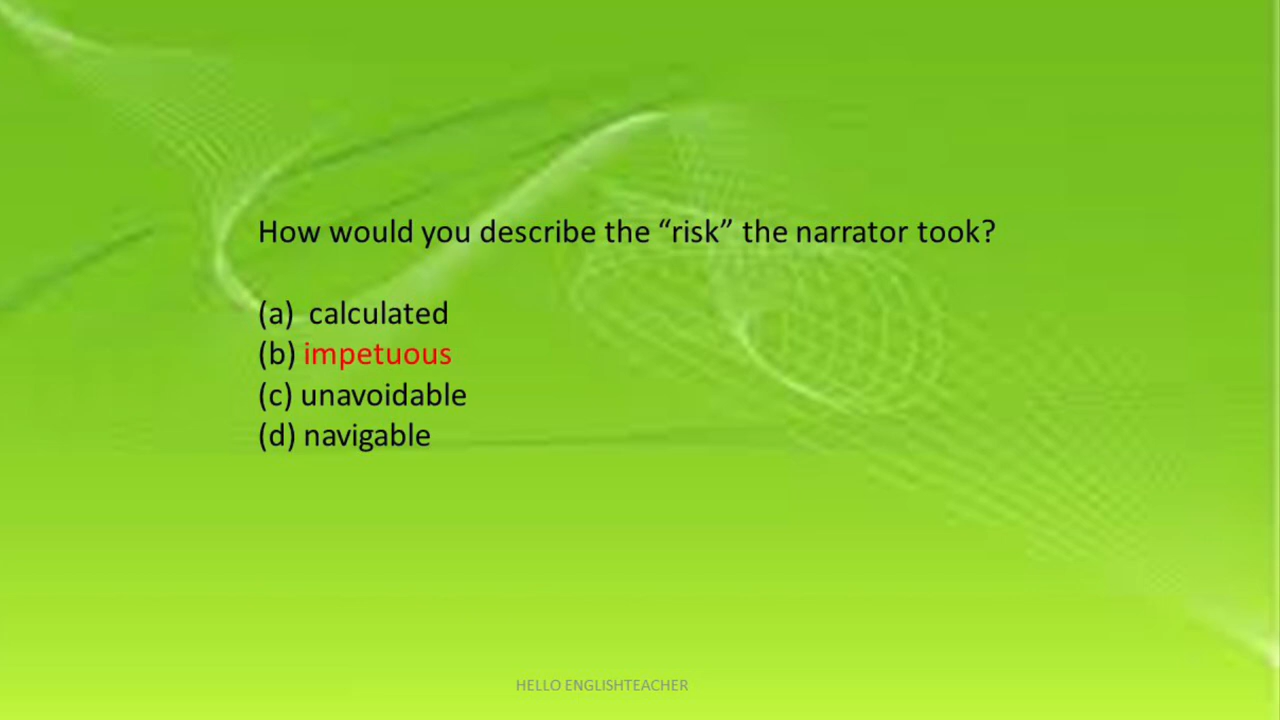 How would you describe the “risk” the narrator took?
(a) calculated
(b) impetuous
(c) unavoidable
(d) navigable
HELLO ENGLISHTEACHER